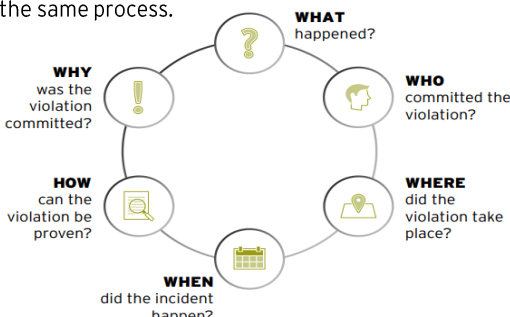 the same process.
WHAT
happened?
WHO
committed the
violation?
WHERE
did the
violation take
place?
WHEN
did the incident
happen?
HOW
can the
violation be
proven?
WHY
was the
violation
committed?